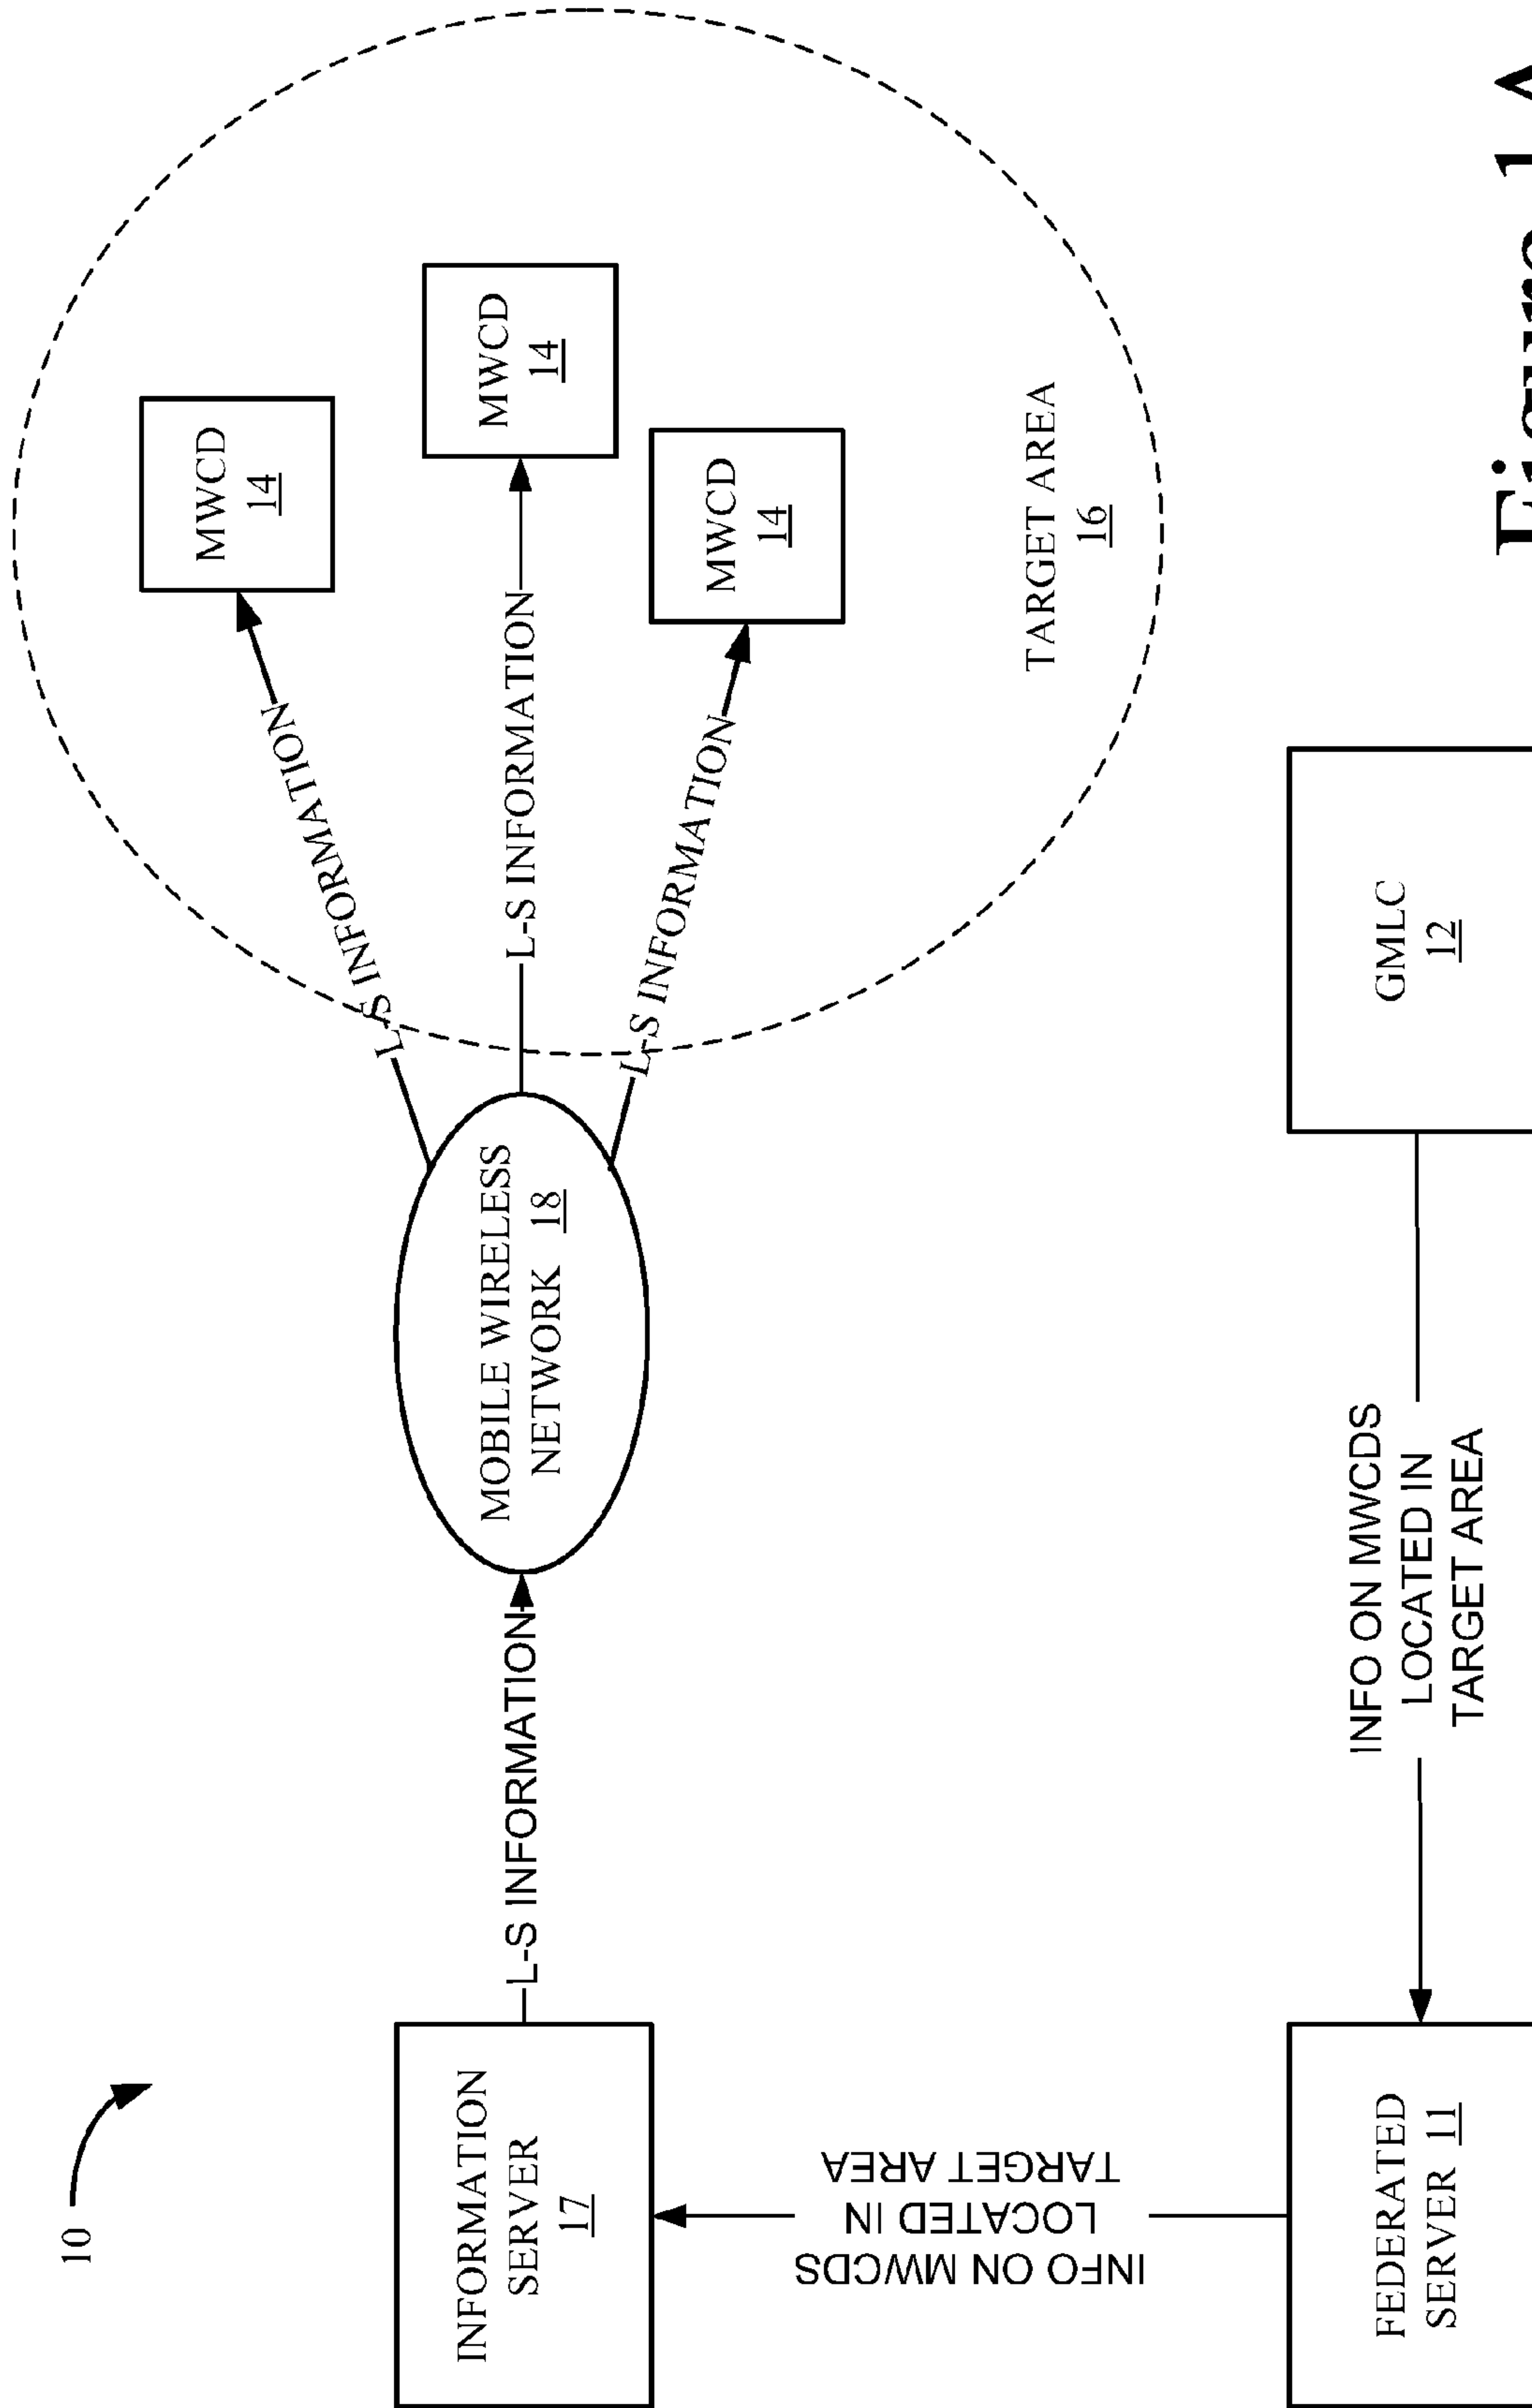 10
INFORMATION
SERVER
17
L-S INFORMATION
MOBILE WIRELESS
NETWORK 18
L-S INFORMATION
L-S INFORMATION
L-S INFORMATION
MWCD
14
MWCD
14
MWCD
14
TARGET AREA
16
INFO ON MWCDS
LOCATED IN
TARGET AREA
FEDERATED
SERVER 11
INFO ON MWCDS
LOCATED IN
TARGET AREA
GMLC
12
Figure 1A